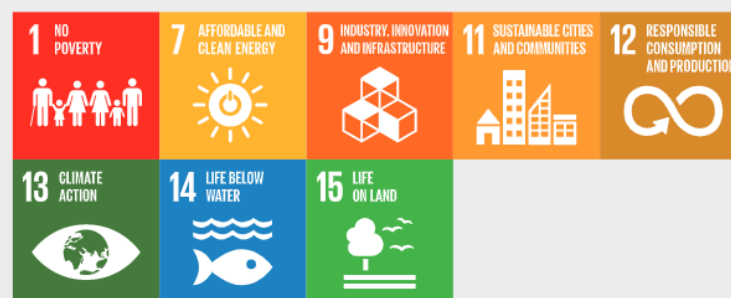 1 NO
POVERTY
7 AFFORDABLE AND
CLEAN ENERGY
9 INDUSTRY, INNOVATION
AND INFRASTRUCTURE
11 SUSTAINABLE CITIES
AND COMMUNITIES
12 RESPONSIBLE
CONSUMPTION
AND PRODUCTION
13 CLIMATE
ACTION
14 LIFE BELOW
WATER
15 LIFE
ON LAND